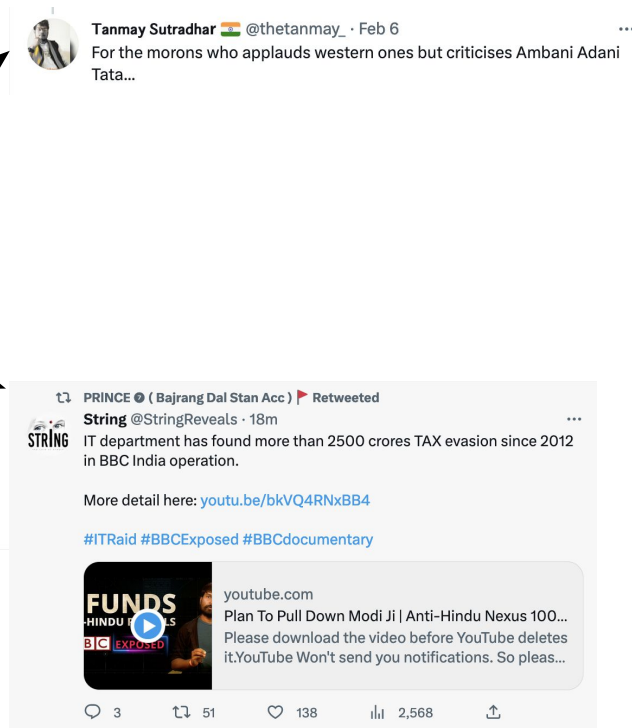 Tanmay Sutradhar 🇮🇳 @thetanmay_ · Feb 6
For the morons who applauds western ones but criticises Ambani Adani
Tata...
PRINCE ❼ ( Bajrang Dal Stan Acc ) 🚩 Retweeted
String @StringReveals · 18m
STRING
IT department has found more than 2500 crores TAX evasion since 2012
in BBC India operation.
More detail here: youtu.be/bkVQ4RNxBB4
#ITRaid #BBCExposed #BBCdocumentary
FUNDS
-HINDU
BBC EXPOSED
youtube.com
Plan To Pull Down Modi Ji | Anti-Hindu Nexus 100...
Please download the video before YouTube deletes
it.YouTube Won't send you notifications. So pleas...
3 51 138 2,568